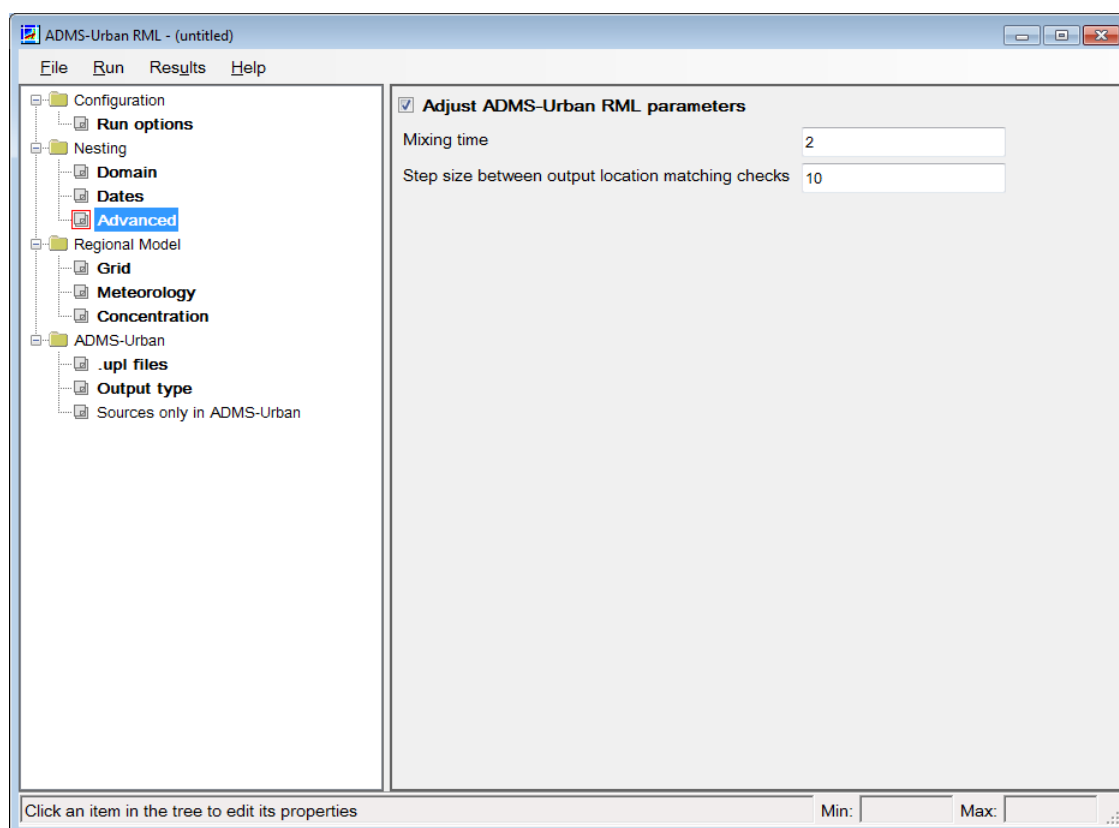 ADMS-Urban RML - (untitled)
File Run Results Help
Configuration
Run options
Nesting
Domain
Dates
Advanced
Regional Model
Grid
Meteorology
Concentration
ADMS-Urban
.upl files
Output type
Sources only in ADMS-Urban
Adjust ADMS-Urban RML parameters
Mixing time 2
Step size between output location matching checks 10
Click an item in the tree to edit its properties Min: Max: